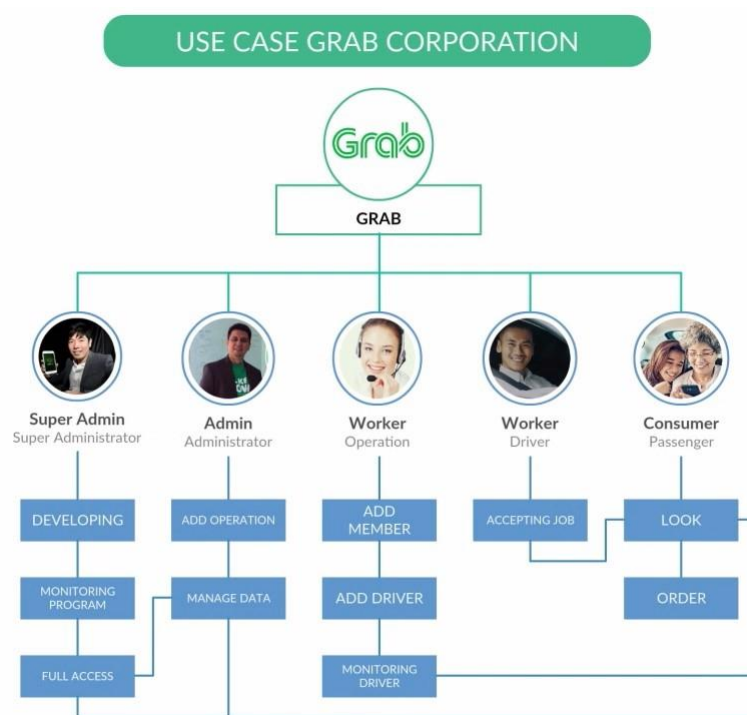 USE CASE GRAB CORPORATION
Grab
GRAB
Super Admin
Super Administrator
Admin
Administrator
Worker
Operation
Worker
Driver
Consumer
Passenger
DEVELOPING
ADD OPERATION
ADD
MEMBER
ACCEPTING JOB
LOOK
MONITORING
PROGRAM
MANAGE DATA
ADD DRIVER
ORDER
FULL ACCESS
MONITORING
DRIVER